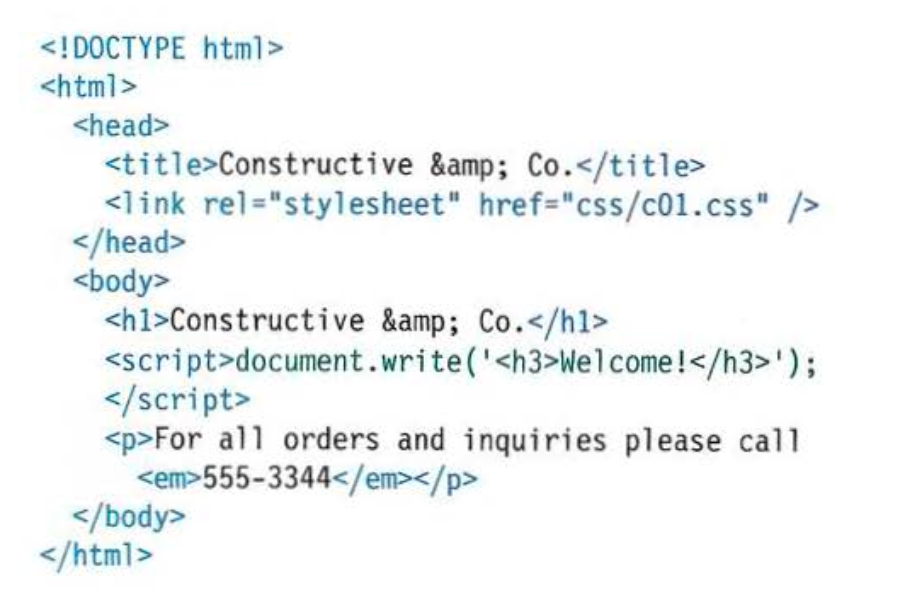 <!DOCTYPE html>
<html>
<head>
<title>Constructive &amp; Co.</title>
<link rel="stylesheet" href="css/c01.css" />
</head>
<body>
<h1>Constructive &amp; Co.</h1>
<script>document.write('<h3>Welcome!</h3>');
</script>
<p>For all orders and inquiries please call
<em>555-3344</em></p>
</body>
</html>